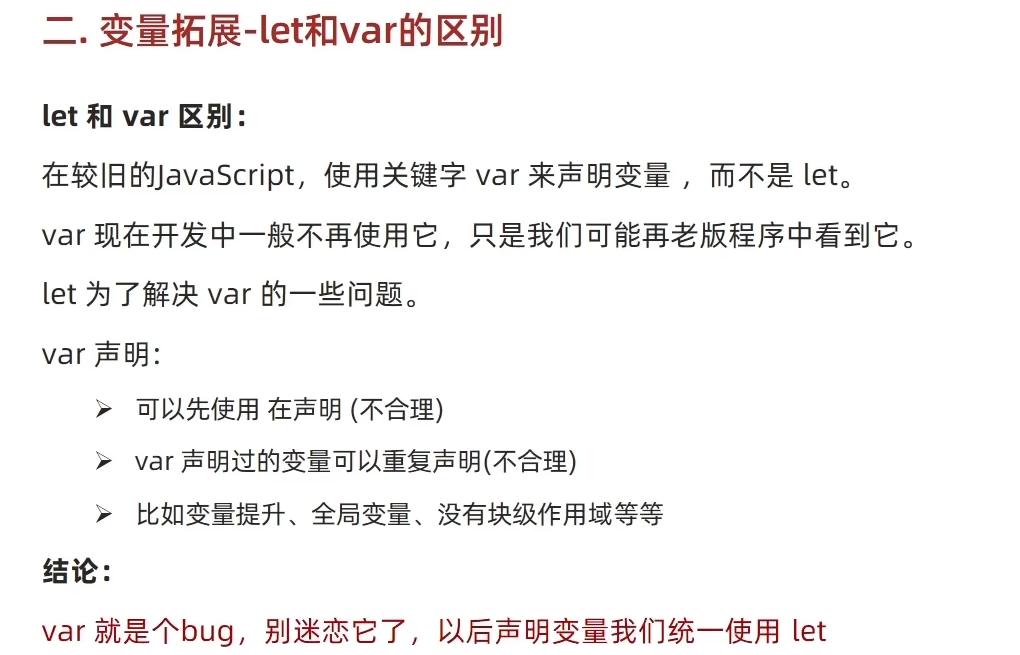 二. 变量拓展-let和var的区别
let 和 var 区别：
在较旧的JavaScript，使用关键字 var 来声明变量 ，而不是 let。
var 现在开发中一般不再使用它，只是我们可能再老版程序中看到它。
let 为了解决 var 的一些问题。
var 声明:
➢ 可以先使用 在声明 (不合理)
➢ var 声明过的变量可以重复声明(不合理)
➢ 比如变量提升、全局变量、没有块级作用域等等
结论：
var 就是个bug，别迷恋它了，以后声明变量我们统一使用 let